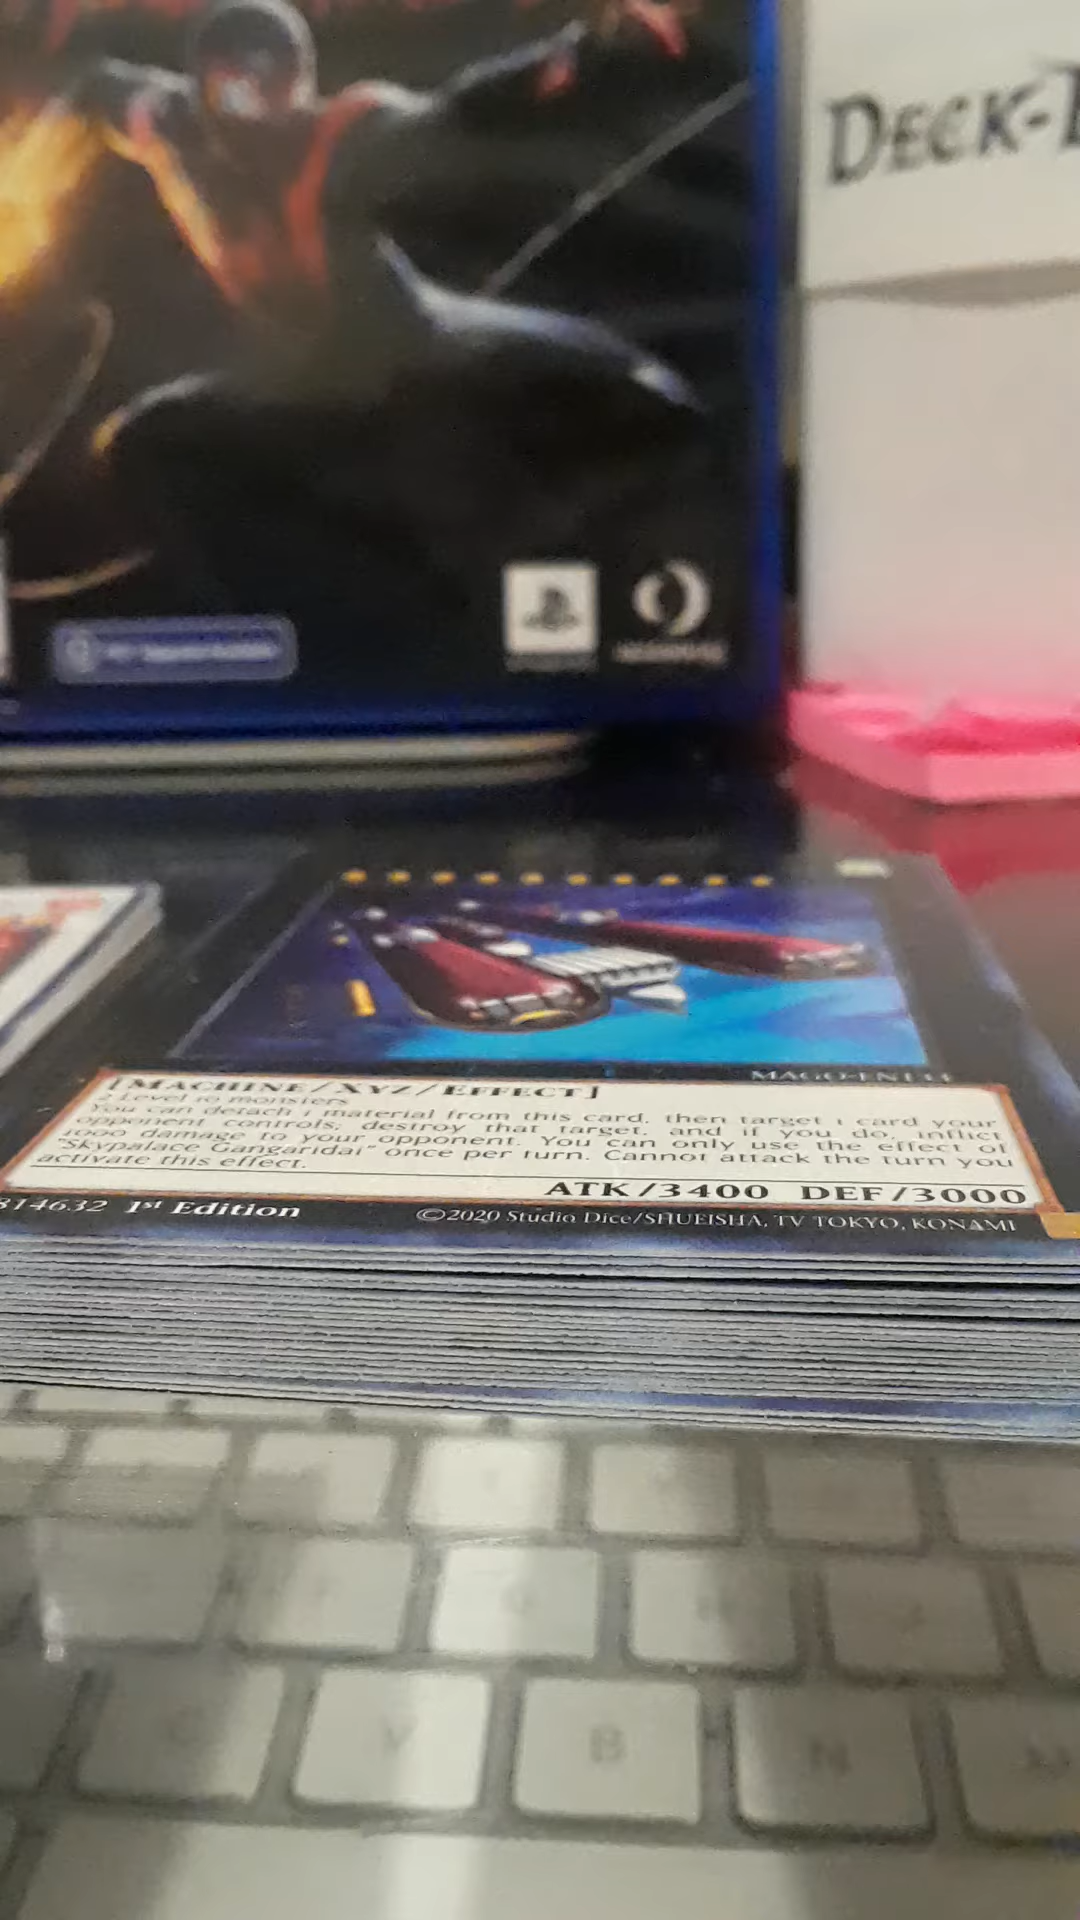 DECK-
MAGO-EN
[MACHINE/XYZ/EFFECT]
2 Level 10 monsters
You can detach 1 material from this card, then target 1 card your
opponent controls; destroy that target, and if you do, inflict
1000 damage to your opponent. You can only use the effect of
"Skypalace Gangaridai" once per turn. Cannot attack the turn you
activate this effect.
ATK/3400 DEF/3000
814632 1st Edition
©2020 Studio Dice/SHUEISHA, TV TOKYO, KONAMI
V B N